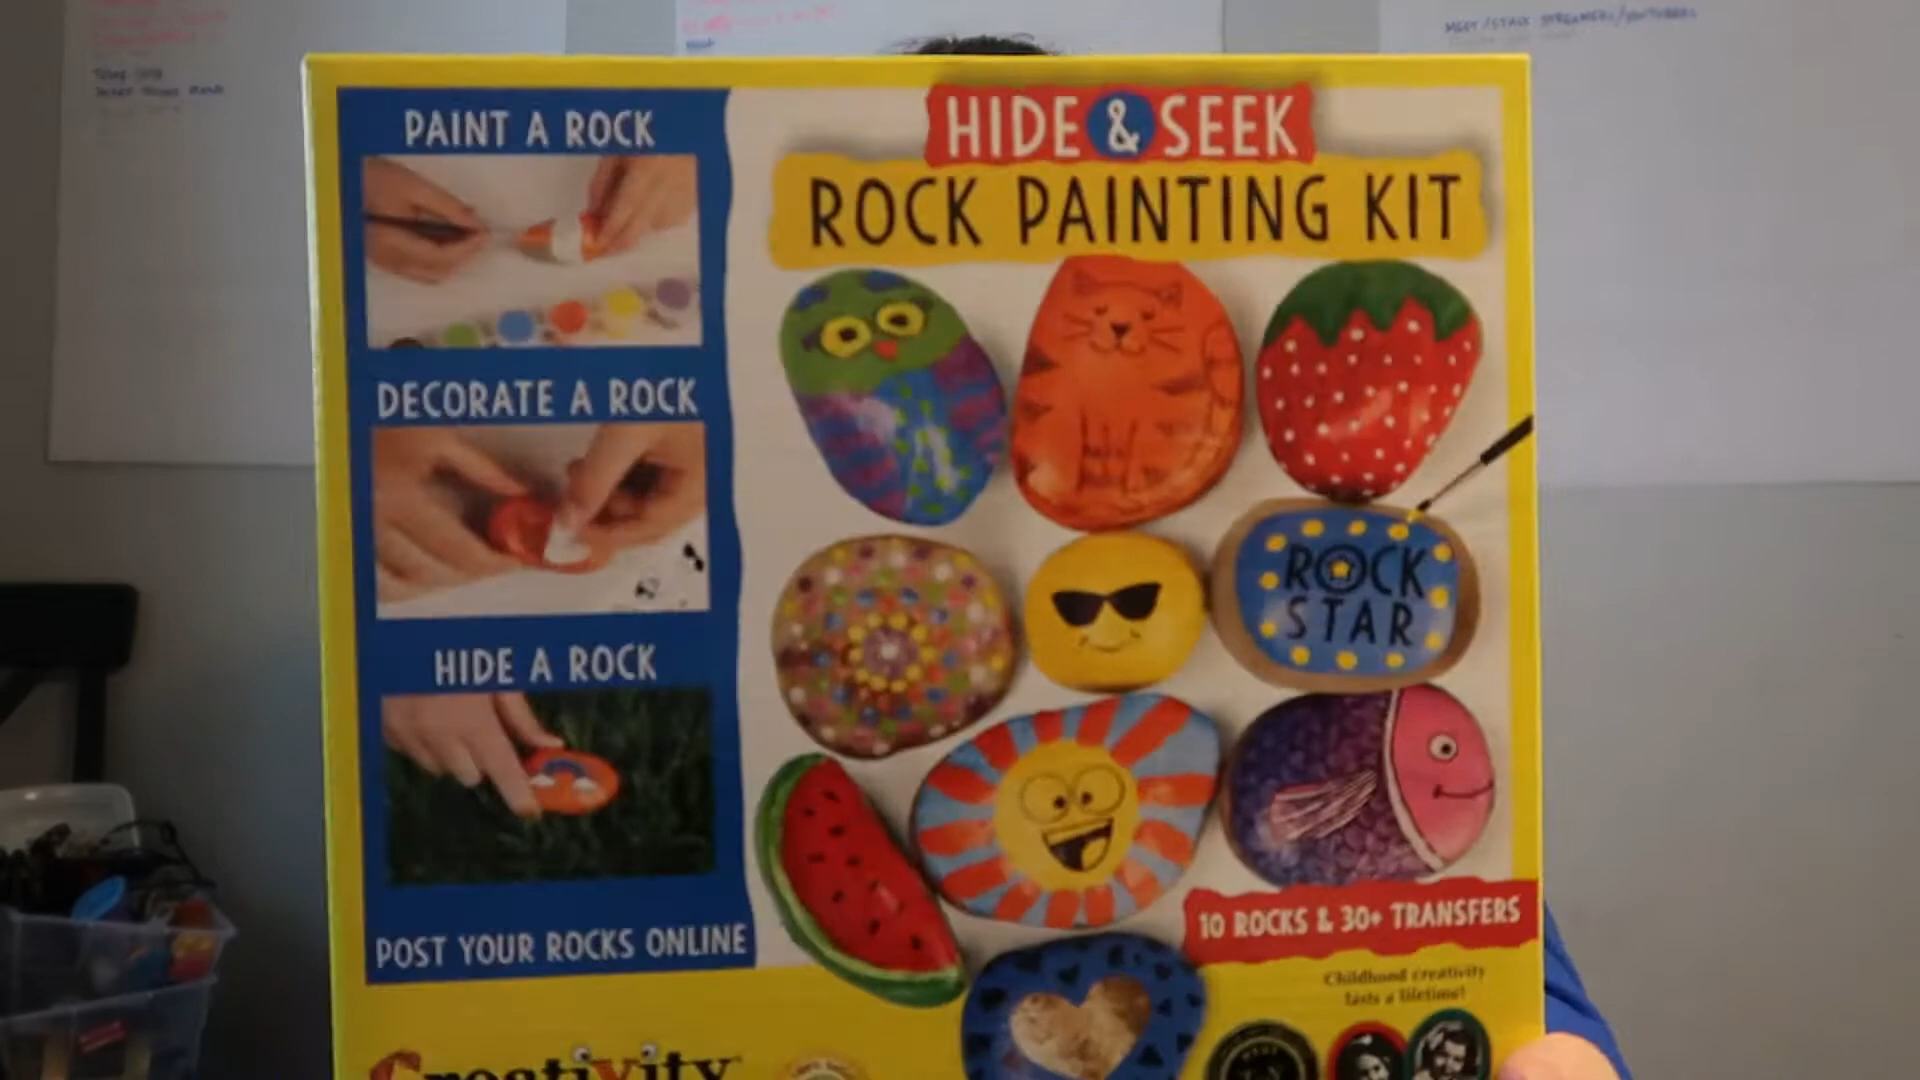 PAINT A ROCK
DECORATE A ROCK
HIDE A ROCK
POST YOUR ROCKS ONLINE
HIDE & SEEK
ROCK PAINTING KIT
ROCK
STAR
10 ROCKS & 30+ TRANSFERS
Childhood creativity
lasts a lifetime!
Creativity